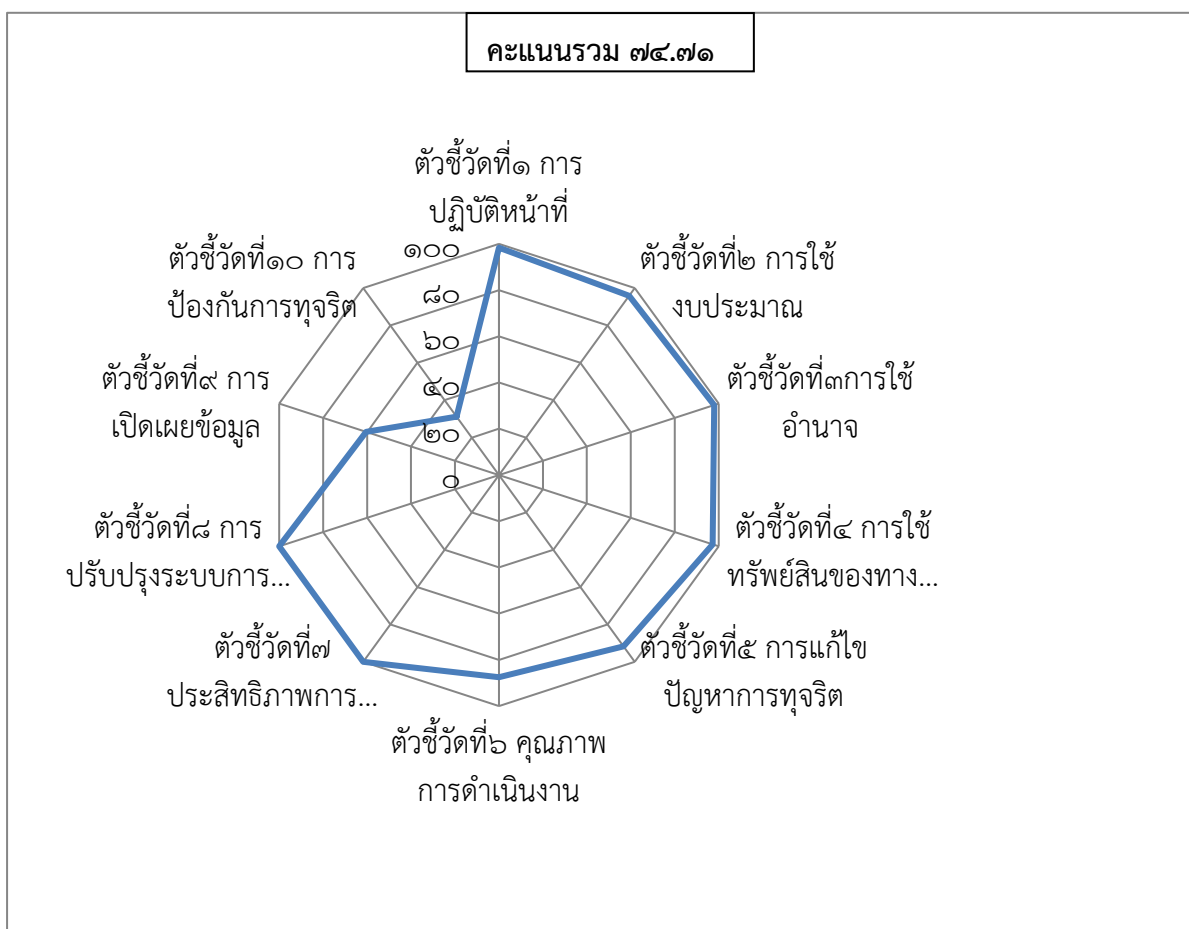 คะแนนรวม ๗๔.๗๑
ตัวชี้วัดที่๑ การ
ปฏิบัติหน้าที่
ตัวชี้วัดที่๒ การใช้
งบประมาณ
ตัวชี้วัดที่๓การใช้
อำนาจ
ตัวชี้วัดที่๔ การใช้
ทรัพย์สินของทาง...
ตัวชี้วัดที่๕ การแก้ไข
ปัญหาการทุจริต
ตัวชี้วัดที่๖ คุณภาพ
การดำเนินงาน
ตัวชี้วัดที่๗
ประสิทธิภาพการ...
ตัวชี้วัดที่๘ การ
ปรับปรุงระบบการ...
ตัวชี้วัดที่๙ การ
เปิดเผยข้อมูล
ตัวชี้วัดที่๑๐ การ
ป้องกันการทุจริต
๑๐๐
๘๐
๖๐
๔๐
๒๐
๐